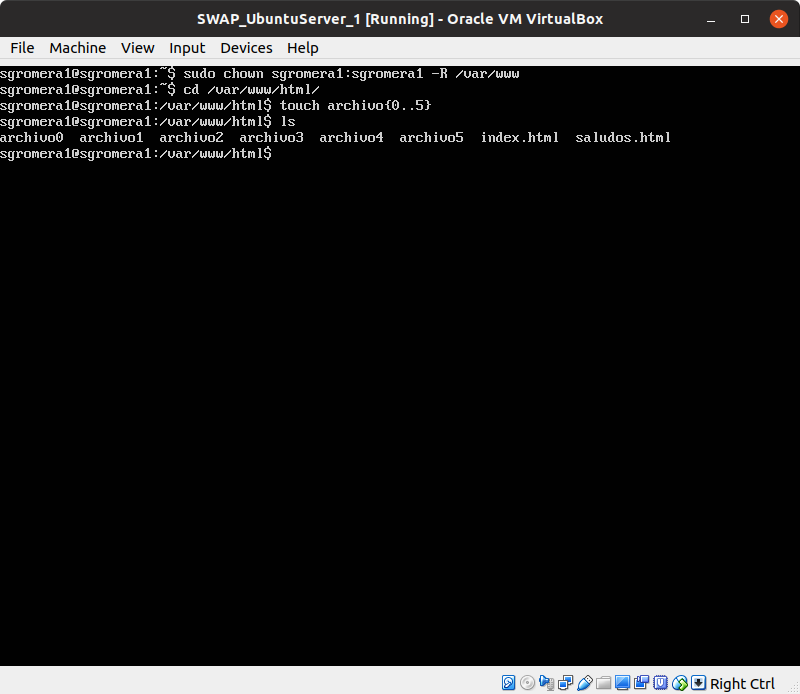 SWAP_UbuntuServer_1 [Running] - Oracle VM VirtualBox
File Machine View Input Devices Help
sgromera1@sgromera1:~$ sudo chown sgromera1:sgromera1 -R /var/www
sgromera1@sgromera1:~$ cd /var/www/html/
sgromera1@sgromera1:/var/www/html$ touch archivo{0..5}
sgromera1@sgromera1:/var/www/html$ ls
archivo0  archivo1  archivo2  archivo3  archivo4  archivo5  index.html  saludos.html
sgromera1@sgromera1:/var/www/html$
Right Ctrl